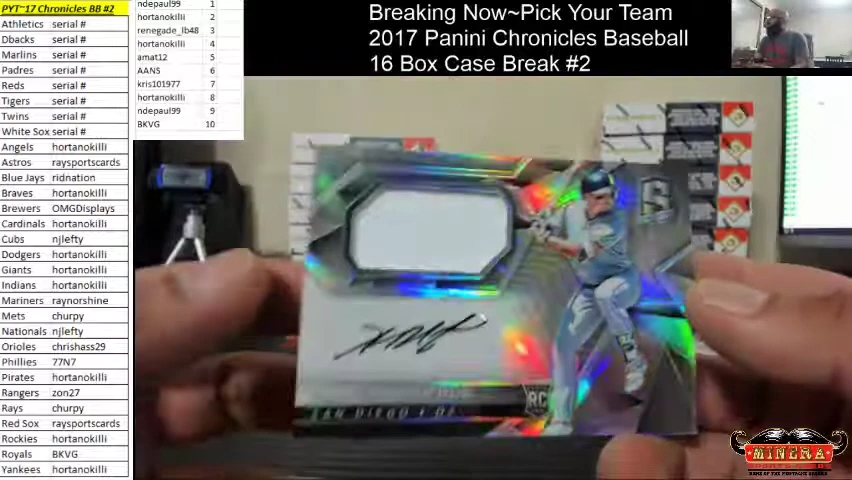 PYT~17 Chronicles BB #2
Athletics serial #
Dbacks serial #
Marlins serial #
Padres serial #
Reds serial #
Tigers serial #
Twins serial #
White Sox serial #
Angels hortanokilli
Astros raysportscards
Blue Jays ridnation
Braves hortanokilli
Brewers OMGDisplays
Cardinals hortanokilli
Cubs njlefty
Dodgers hortanokilli
Giants hortanokilli
Indians hortanokilli
Mariners raynorshine
Mets churpy
Nationals njlefty
Orioles chrishass29
Phillies 77N7
Pirates hortanokilli
Rangers zon27
Rays churpy
Red Sox raysportscards
Rockies hortanokilli
Royals BKVG
Yankees hortanokilli
ndepaul99 1
hortanokilli 2
renegade_lb48 3
hortanokilli 4
amat12 5
AANS 6
kris101977 7
hortanokilli 8
ndepaul99 9
BKVG 10
Breaking Now~Pick Your Team
2017 Panini Chronicles Baseball
16 Box Case Break #2
RC
SAN DIEGO
MINERA